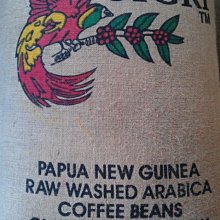 TM
PAPUA NEW GUINEA
RAW WASHED ARABICA
COFFEE BEANS